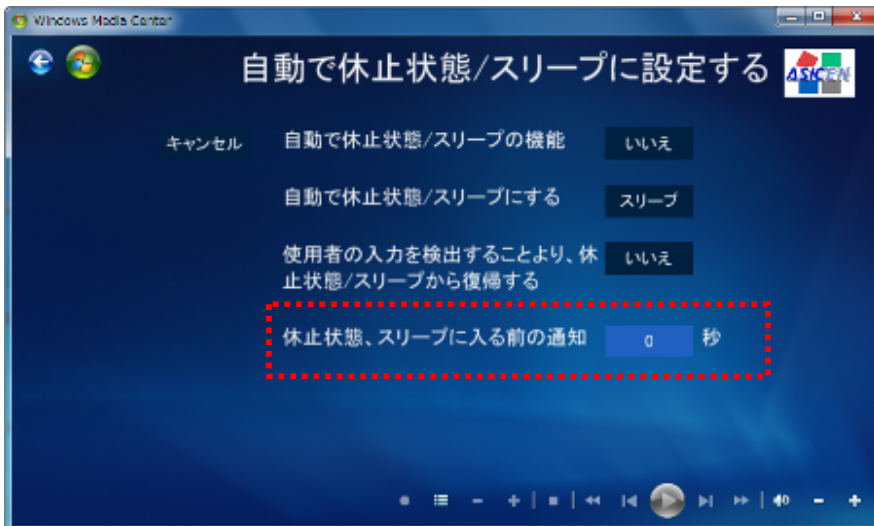 Windows Media Center
自動で休止状態/スリープに設定する
ASICEN
キャンセル
自動で休止状態/スリープの機能
いいえ
自動で休止状態/スリープにする
スリープ
使用者の入力を検出することより、休
止状態/スリープから復帰する
いいえ
休止状態、スリープに入る前の通知
0
秒